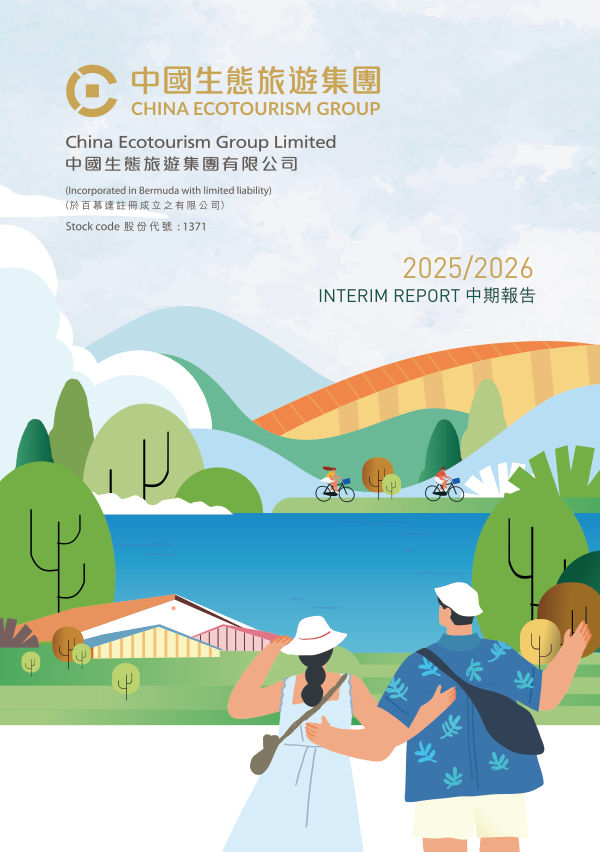 中國生態旅遊集團
CHINA ECOTOURISM GROUP
China Ecotourism Group Limited
中國生態旅遊集團有限公司
(Incorporated in Bermuda with limited liability)
(於百慕達註冊成立之有限公司)
Stock code 股份代號 : 1371
2025/2026
INTERIM REPORT 中期報告